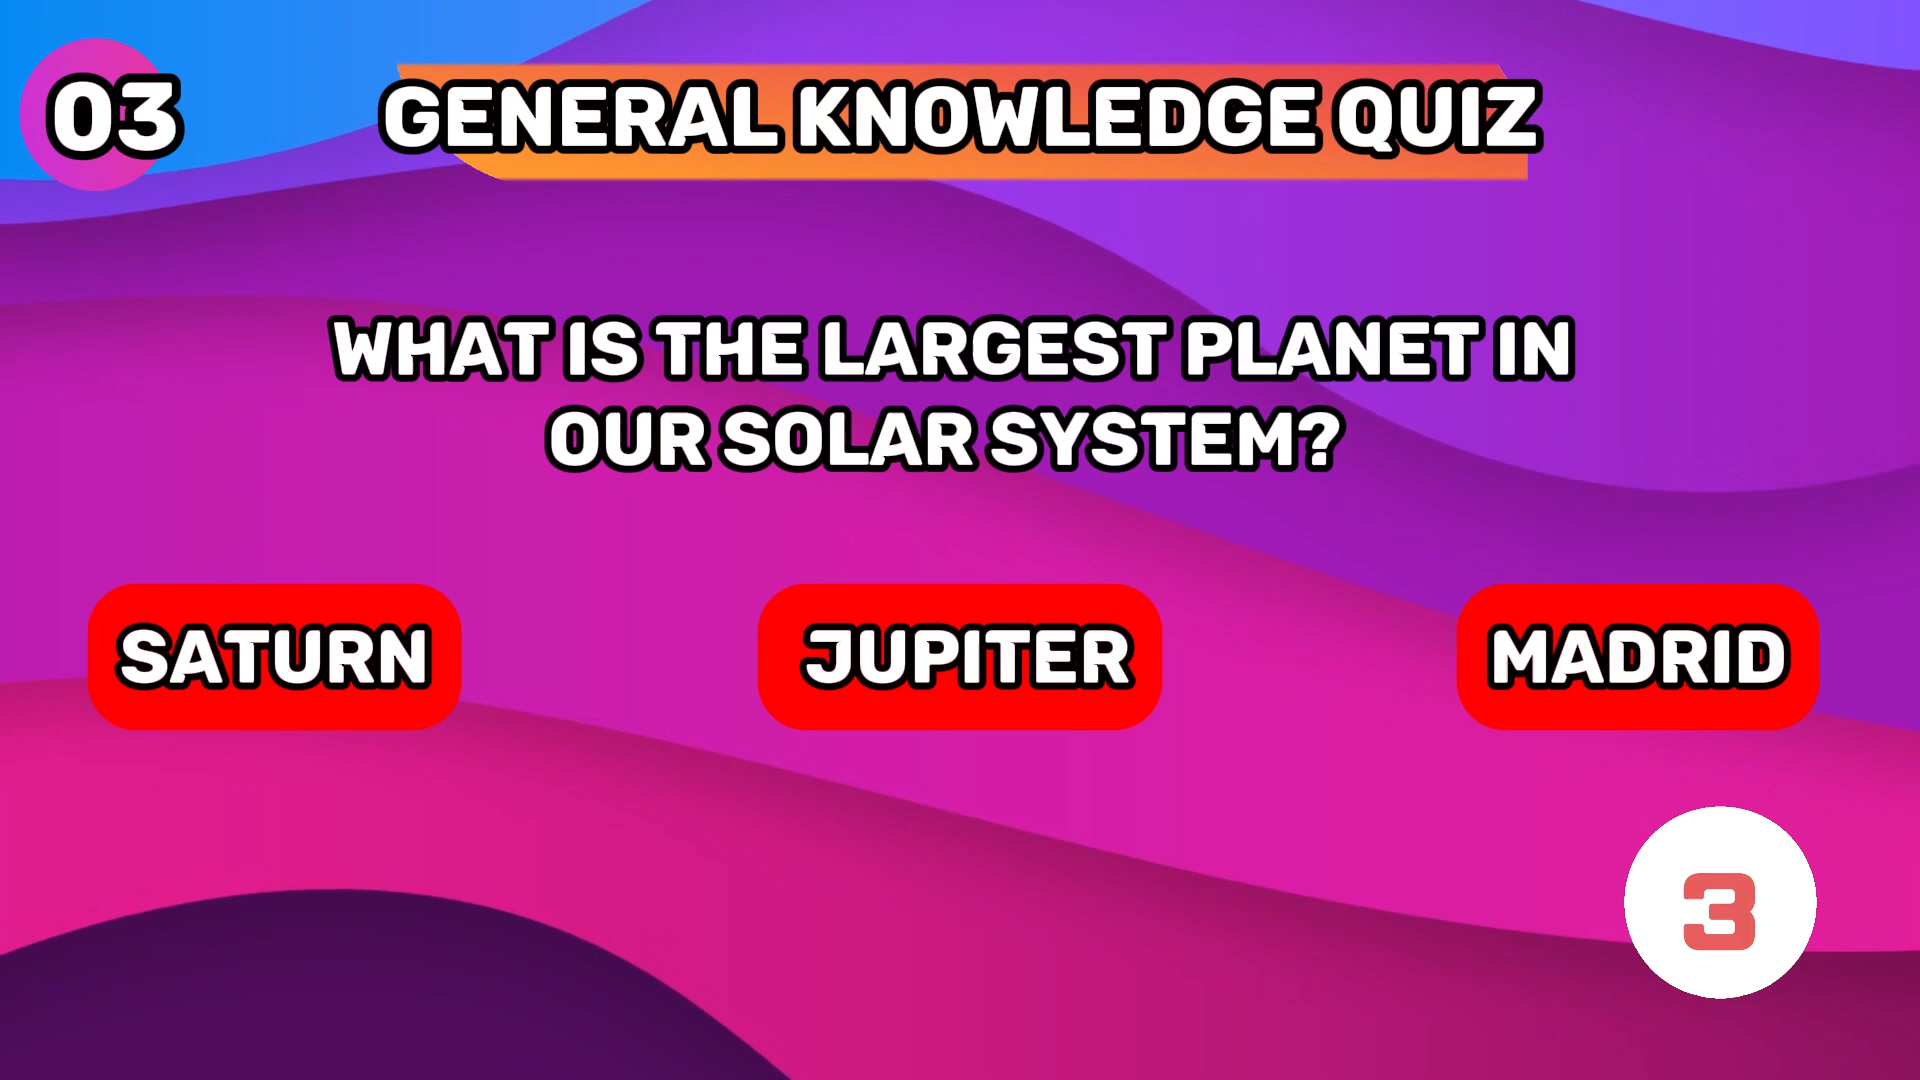 03
GENERAL KNOWLEDGE QUIZ
WHAT IS THE LARGEST PLANET IN
OUR SOLAR SYSTEM?
SATURN
JUPITER
MADRID
3